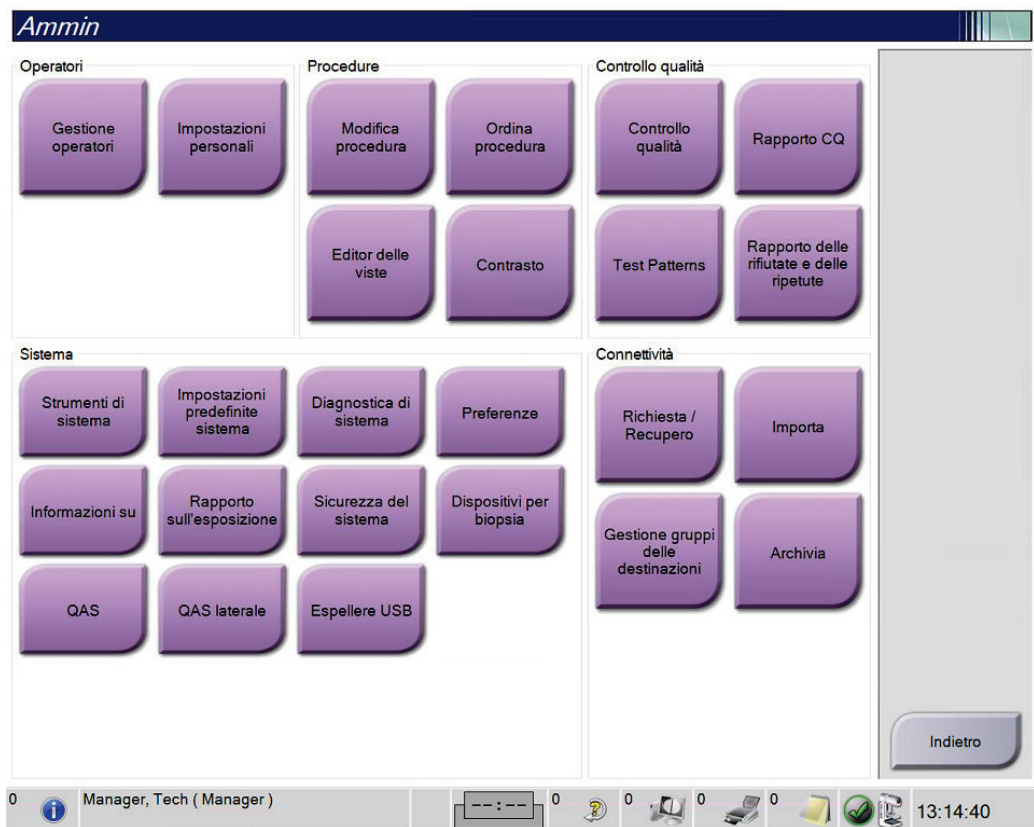 Ammin
Operatori
Gestione
operatori
Impostazioni
personali
Procedure
Modifica
procedura
Ordina
procedura
Editor delle
viste
Contrasto
Controllo qualità
Controllo
qualità
Rapporto CQ
Test Patterns
Rapporto delle
rifiutate e delle
ripetute
Sistema
Strumenti di
sistema
Impostazioni
predefinite
sistema
Diagnostica di
sistema
Preferenze
Informazioni su
Rapporto
sull'esposizione
Sicurezza del
sistema
Dispositivi per
biopsia
QAS
QAS laterale
Espellere USB
Connettività
Richiesta /
Recupero
Importa
Gestione gruppi
delle
destinazioni
Archivia
Indietro
0
Manager, Tech ( Manager )
--:--
0
0
0
0
13:14:40